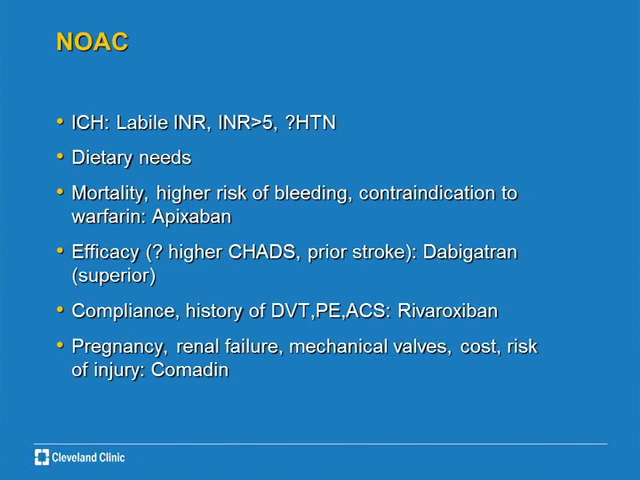 NOAC
• ICH: Labile INR, INR>5, ?HTN
• Dietary needs
• Mortality, higher risk of bleeding, contraindication to
warfarin: Apixaban
• Efficacy (? higher CHADS, prior stroke): Dabigatran
(superior)
• Compliance, history of DVT,PE,ACS: Rivaroxiban
• Pregnancy, renal failure, mechanical valves, cost, risk
of injury: Comadin
Cleveland Clinic